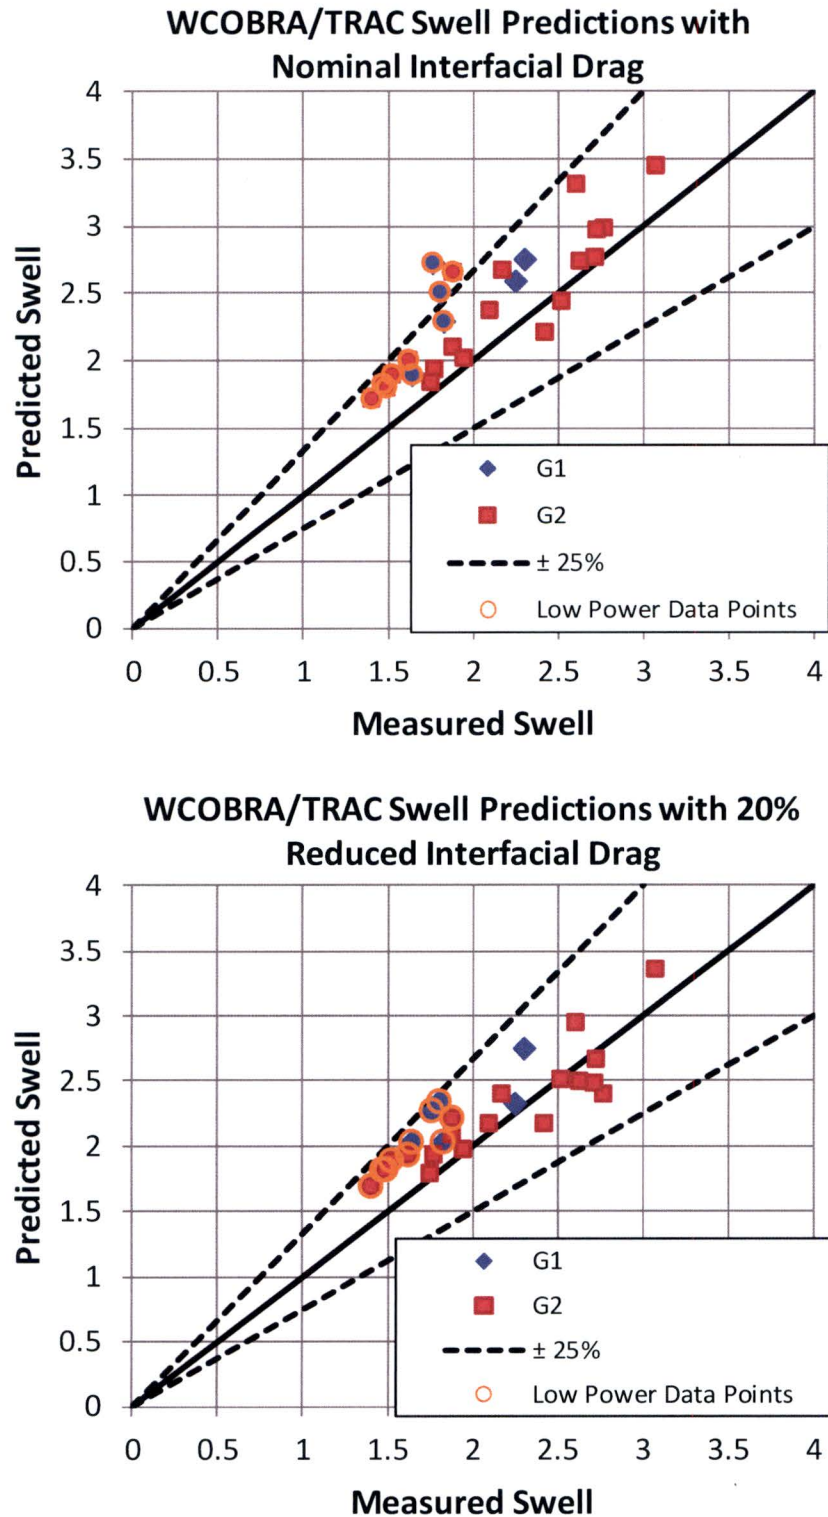 WCOBRA/TRAC Swell Predictions with
Nominal Interfacial Drag
4
3.5
3
2.5
2
1.5
1
0.5
0
Predicted Swell
G1
G2
± 25%
Low Power Data Points
0 0.5 1 1.5 2 2.5 3 3.5 4
Measured Swell
WCOBRA/TRAC Swell Predictions with 20%
Reduced Interfacial Drag
4
3.5
3
2.5
2
1.5
1
0.5
0
Predicted Swell
G1
G2
± 25%
Low Power Data Points
0 0.5 1 1.5 2 2.5 3 3.5 4
Measured Swell